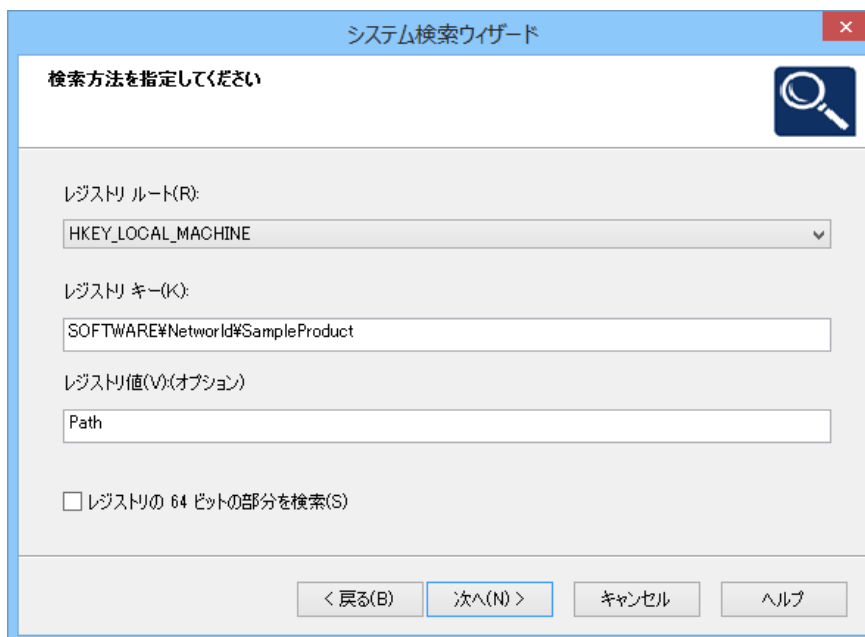 システム検索ウィザード
検索方法を指定してください
レジストリ ルート(R):
HKEY_LOCAL_MACHINE
レジストリ キー(K):
SOFTWARE¥Networld¥SampleProduct
レジストリ値(V):(オプション)
Path
レジストリの 64 ビットの部分を検索(S)
< 戻る(B) 次へ(N) > キャンセル ヘルプ